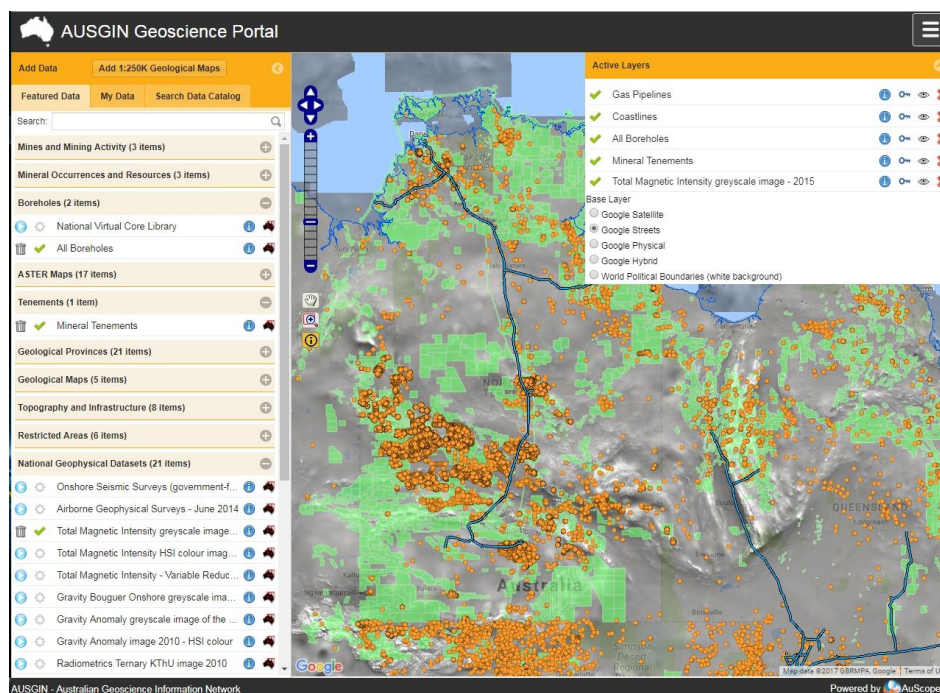 AUSGIN Geoscience Portal
Add Data
Add 1:250K Geological Maps
Featured Data
My Data
Search Data Catalog
Search:
Mines and Mining Activity (3 items)
Mineral Occurrences and Resources (3 items)
Boreholes (2 items)
National Virtual Core Library
All Boreholes
ASTER Maps (17 items)
Tenements (1 item)
Mineral Tenements
Geological Provinces (21 items)
Geological Maps (5 items)
Topography and Infrastructure (8 items)
Restricted Areas (6 items)
National Geophysical Datasets (21 items)
Onshore Seismic Surveys (government-f...
Airborne Geophysical Surveys - June 2014
Total Magnetic Intensity greyscale image...
Total Magnetic Intensity HSI colour imag...
Total Magnetic Intensity - Variable Reduc...
Gravity Bouguer Onshore greyscale ima...
Gravity Anomaly greyscale image of the ...
Gravity Anomaly image 2010 - HSI colour
Radiometrics Ternary KThU image 2010
Active Layers
Gas Pipelines
Coastlines
All Boreholes
Mineral Tenements
Total Magnetic Intensity greyscale image - 2015
Base Layer
Google Satellite
Google Streets
Google Physical
Google Hybrid
World Political Boundaries (white background)
QUEENSLAND
Longreach
Australia
Yulara
Birdsville
Simpson
Desert
Regional
Google
Map data ©2017 GBRMPA, Google
Terms of U
AUSGIN - Australian Geoscience Information Network
Powered by AuScope